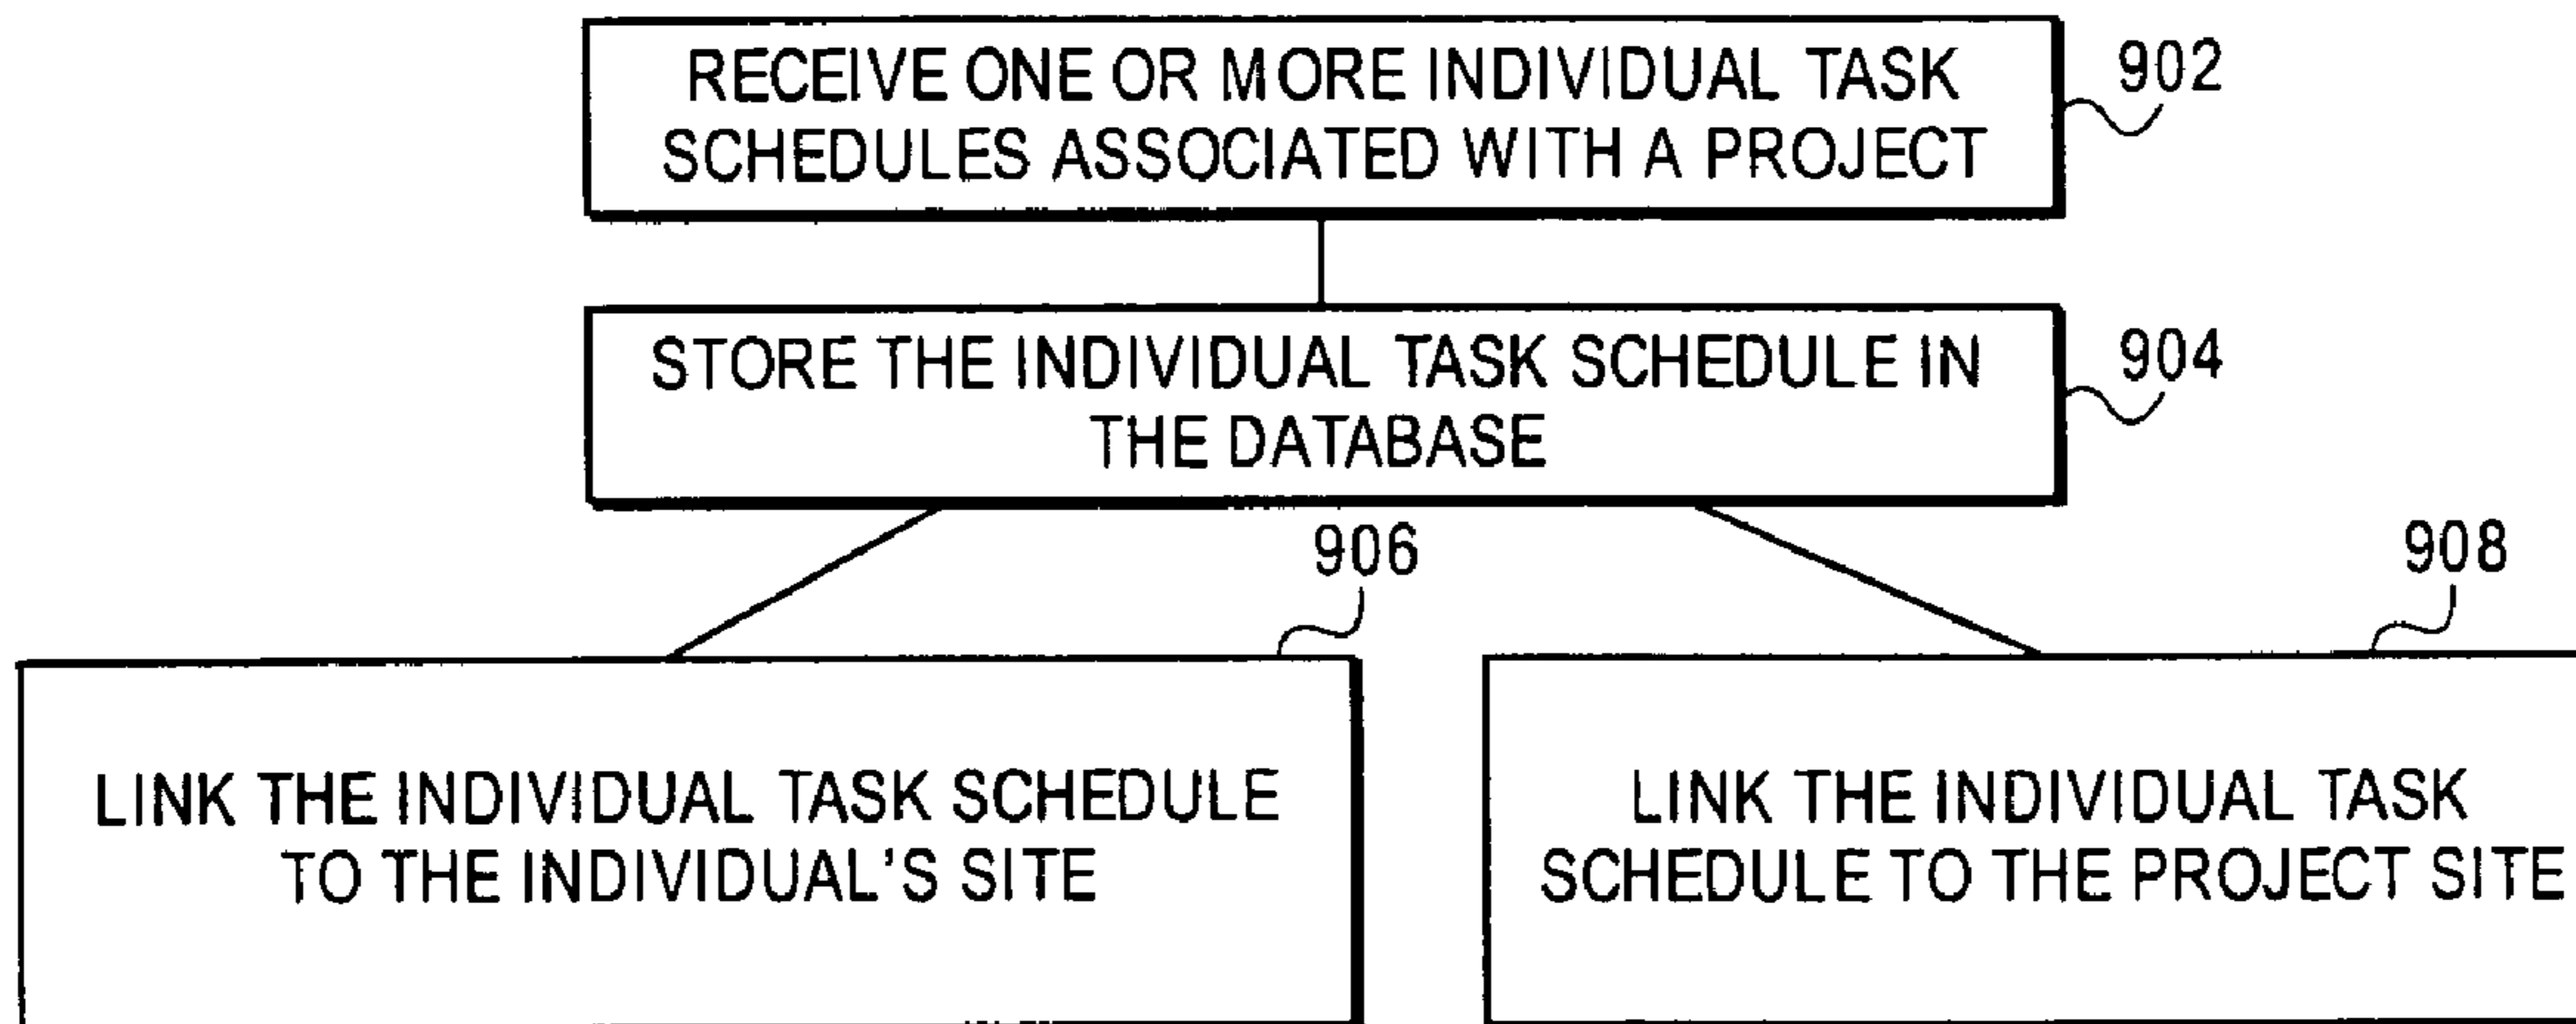 RECEIVE ONE OR MORE INDIVIDUAL TASK
SCHEDULES ASSOCIATED WITH A PROJECT
902
STORE THE INDIVIDUAL TASK SCHEDULE IN
THE DATABASE
904
906
LINK THE INDIVIDUAL TASK SCHEDULE
TO THE INDIVIDUAL'S SITE
908
LINK THE INDIVIDUAL TASK
SCHEDULE TO THE PROJECT SITE